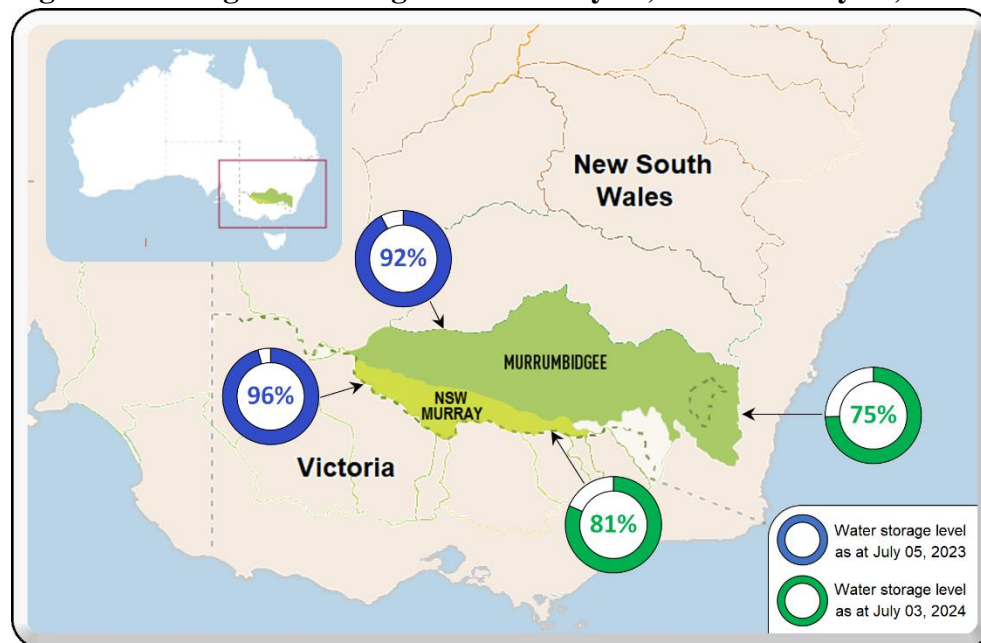 New South
Wales
92%
MURRUMBIDGEE
96%
NSW
MURRAY
75%
Victoria
81%
Water storage level
as at July 05, 2023
Water storage level
as at July 03, 2024